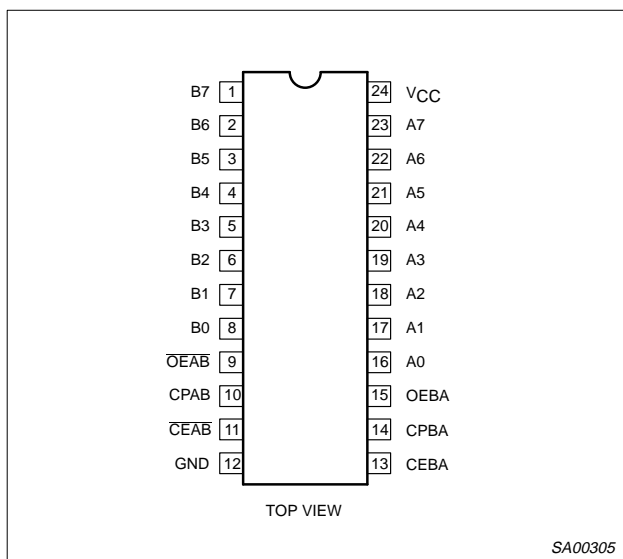 B7 1 24 VCC
B6 2 23 A7
B5 3 22 A6
B4 4 21 A5
B3 5 20 A4
B2 6 19 A3
B1 7 18 A2
B0 8 17 A1
OEAB 9 16 A0
CPAB 10 15 OEBA
CEAB 11 14 CPBA
GND 12 13 CEBA
TOP VIEW
SA00305